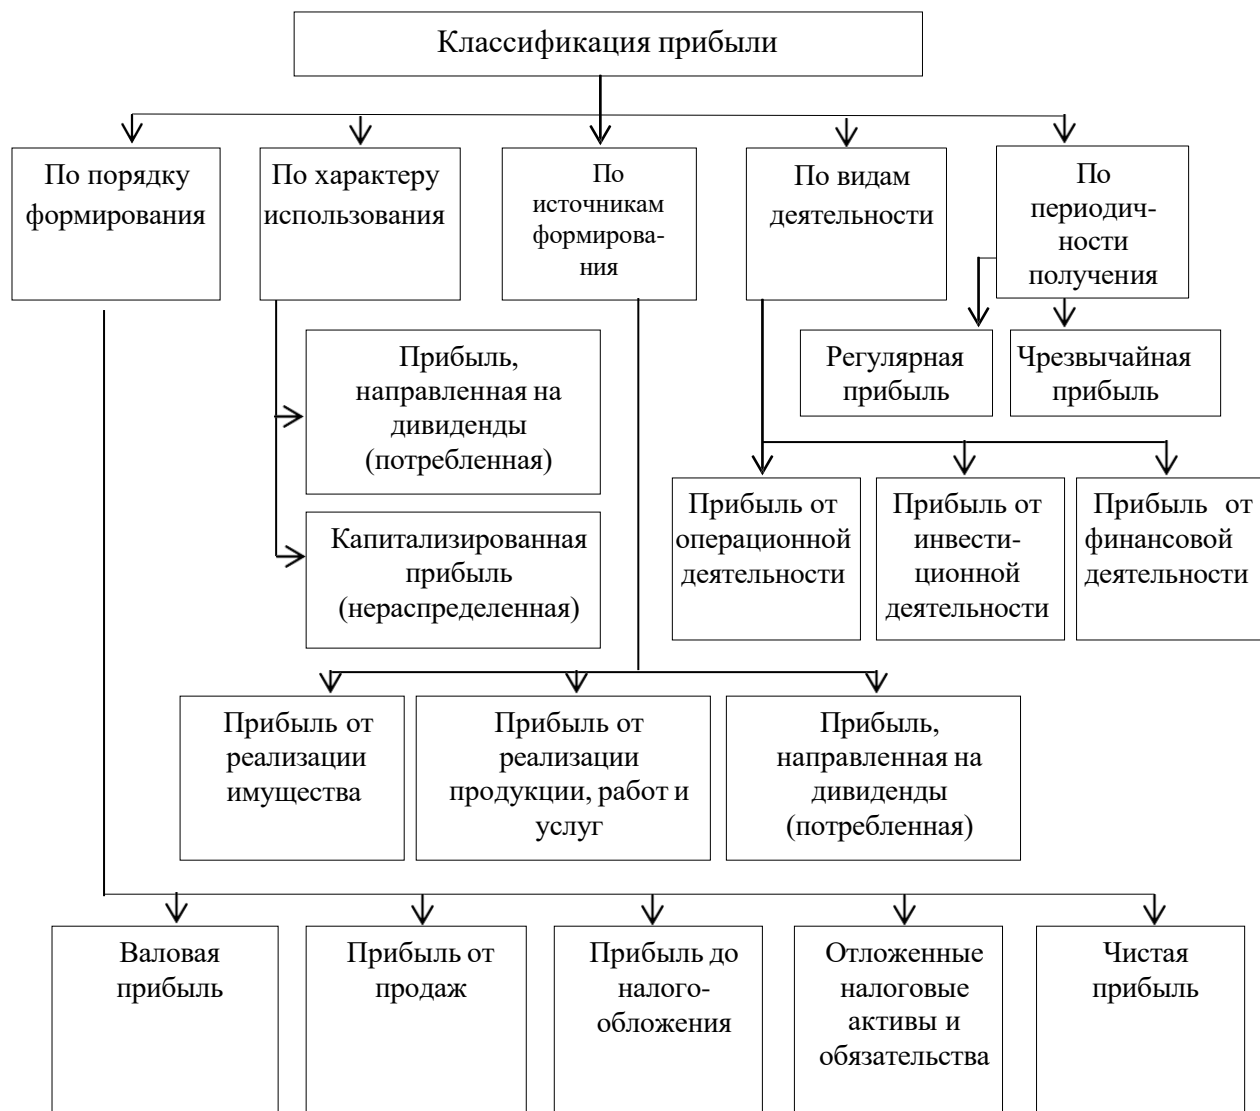 Классификация прибыли
По порядку
формирования
По характеру
использования
По
источникам
формирова-
ния
По видам
деятельности
По
периодич-
ности
получения
Прибыль,
направленная на
дивиденды
(потребленная)
Регулярная
прибыль
Чрезвычайная
прибыль
Капитализированная
прибыль
(нераспределенная)
Прибыль от
операционной
деятельности
Прибыль от
инвести-
ционной
деятельности
Прибыль от
финансовой
деятельности
Прибыль от
реализации
имущества
Прибыль от
реализации
продукции, работ и
услуг
Прибыль,
направленная на
дивиденды
(потребленная)
Валовая
прибыль
Прибыль от
продаж
Прибыль до
налого-
обложения
Отложенные
налоговые
активы и
обязательства
Чистая
прибыль